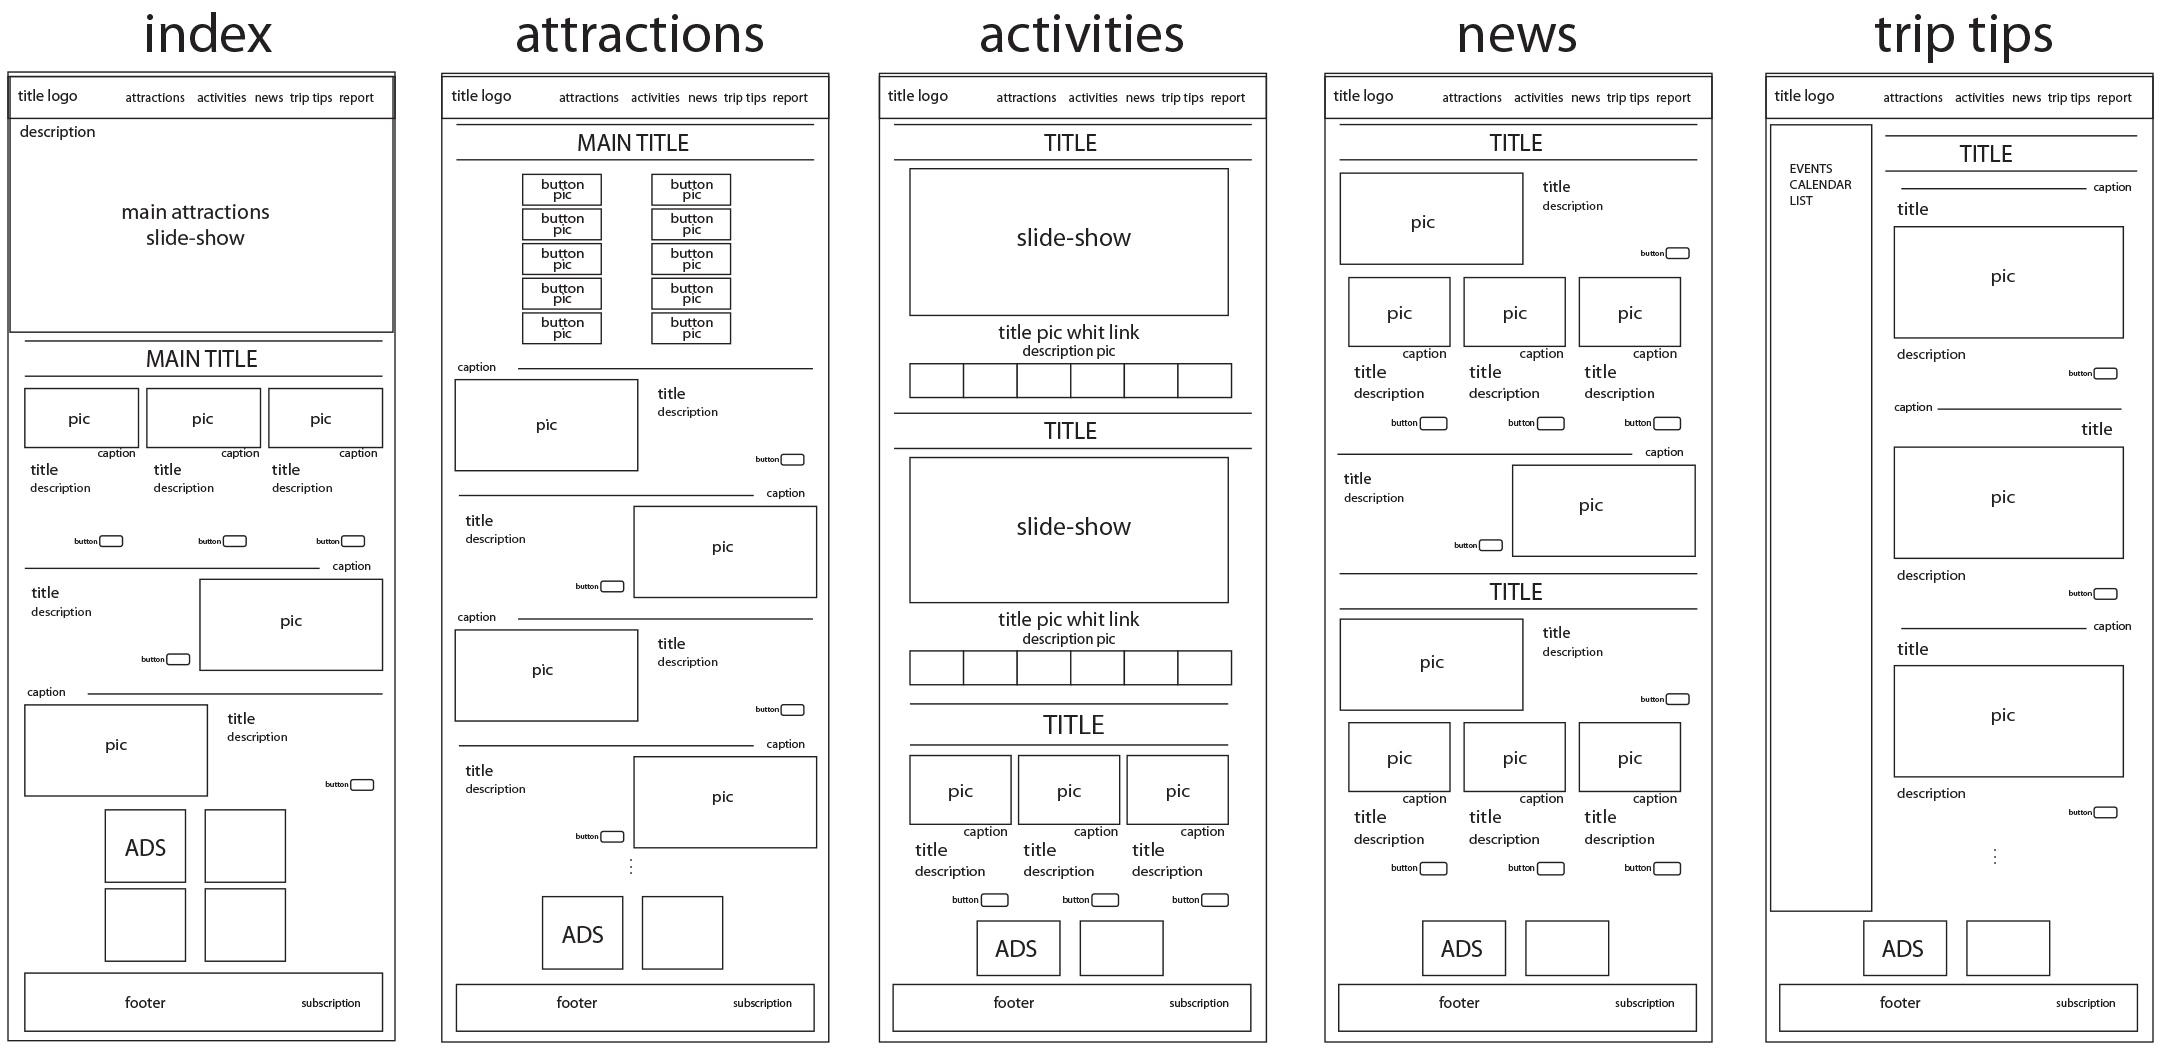 index
title logo attractions activities news trip tips report
description
main attractions
slide-show
MAIN TITLE
pic pic pic
caption caption caption
title title title
description description description
button button button
caption
title
description
pic
button
caption
pic
title
description
button
ADS
footer subscription
attractions
title logo attractions activities news trip tips report
MAIN TITLE
button button
pic pic
button button
pic pic
button button
pic pic
button button
pic pic
button button
pic pic
caption
pic
title
description
button
caption
title
description
pic
button
caption
pic
title
description
button
caption
title
description
pic
button
ADS
footer subscription
activities
title logo attractions activities news trip tips report
TITLE
slide-show
title pic whit link
description pic
TITLE
slide-show
title pic whit link
description pic
TITLE
pic pic pic
caption caption caption
title title title
description description description
button button button
ADS
footer subscription
news
title logo attractions activities news trip tips report
TITLE
pic
title
description
button
pic pic pic
caption caption caption
title title title
description description description
button button button
caption
title
description
pic
button
TITLE
pic
title
description
button
pic pic pic
caption caption caption
title title title
description description description
button button button
ADS
footer subscription
trip tips
title logo attractions activities news trip tips report
EVENTS
CALENDAR
LIST
TITLE
caption
title
pic
description
button
caption
title
pic
description
button
caption
title
pic
description
button
ADS
footer subscription